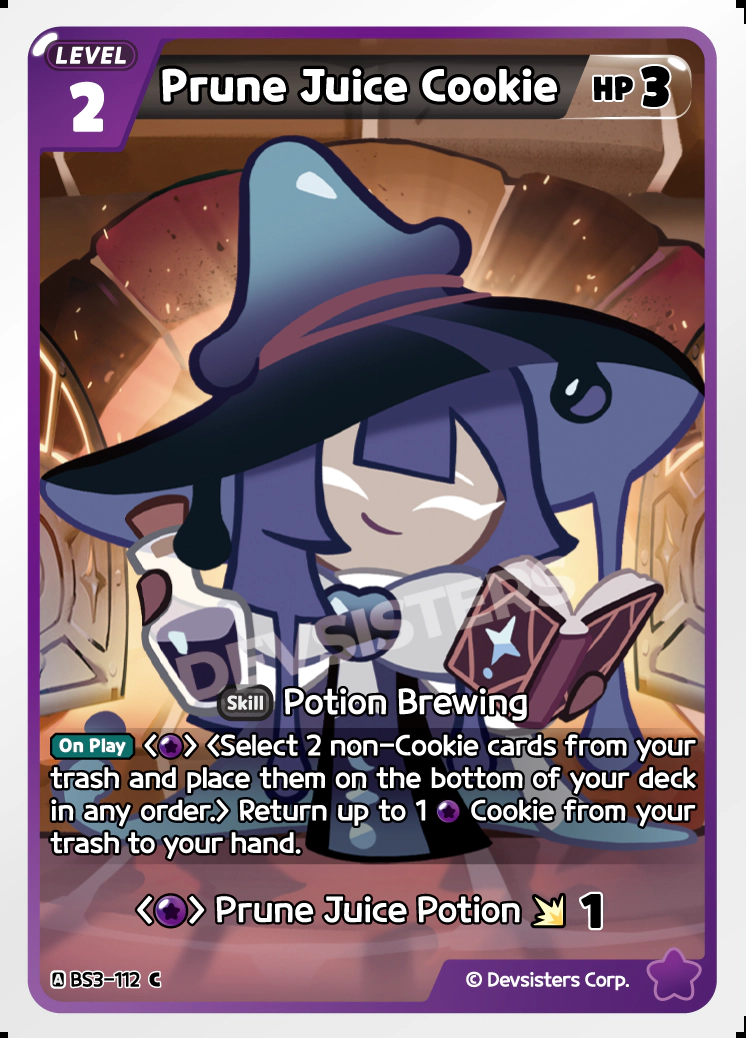 LEVEL
2
Prune Juice Cookie
HP 3
DEVSISTERS
Skill Potion Brewing
On Play < > <Select 2 non-Cookie cards from your
trash and place them on the bottom of your deck
in any order.> Return up to 1 Cookie from your
trash to your hand.
< > Prune Juice Potion 1
A BS3-112 C
© Devsisters Corp.